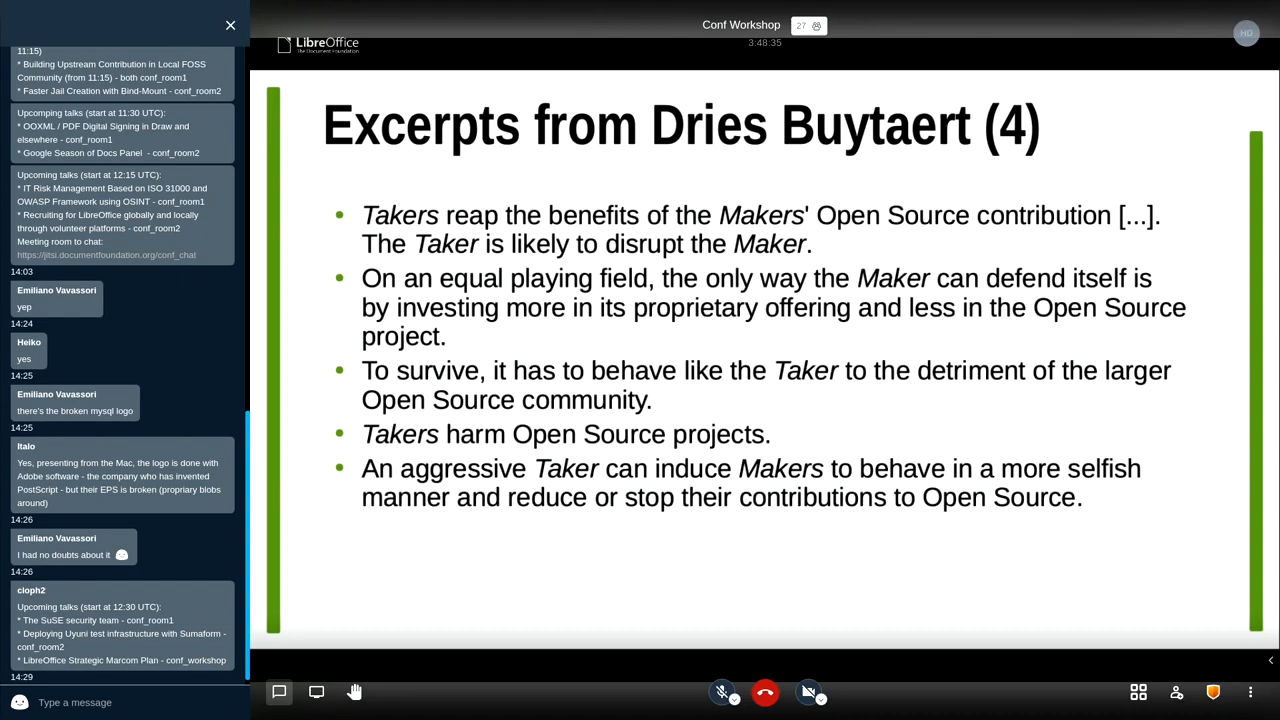 11:15)
* Building Upstream Contribution in Local FOSS
Community (from 11:15) - both conf_room1
* Faster Jail Creation with Bind-Mount - conf_room2
Upcomping talks (start at 11:30 UTC):
* OOXML / PDF Digital Signing in Draw and
elsewhere - conf_room1
* Google Season of Docs Panel - conf_room2
Upcoming talks (start at 12:15 UTC):
* IT Risk Management Based on ISO 31000 and
OWASP Framework using OSINT - conf_room1
* Recruiting for LibreOffice globally and locally
through volunteer platforms - conf_room2
Meeting room to chat:
https://jitsi.documentfoundation.org/conf_chat
14:03
Emiliano Vavassori
yep
14:24
Heiko
yes
14:25
Emiliano Vavassori
there's the broken mysql logo
14:25
Italo
Yes, presenting from the Mac, the logo is done with
Adobe software - the company who has invented
PostScript - but their EPS is broken (propriary blobs
around)
14:26
Emiliano Vavassori
I had no doubts about it
14:26
cloph2
Upcoming talks (start at 12:30 UTC):
* The SuSE security team - conf_room1
* Deploying Uyuni test infrastructure with Sumaform -
conf_room2
* LibreOffice Strategic Marcom Plan - conf_workshop
14:29
Type a message
Conf Workshop 27
3:48:35
HD
LibreOffice
The Document Foundation
Excerpts from Dries Buytaert (4)
• Takers reap the benefits of the Makers' Open Source contribution [...].
The Taker is likely to disrupt the Maker.
• On an equal playing field, the only way the Maker can defend itself is
by investing more in its proprietary offering and less in the Open Source
project.
• To survive, it has to behave like the Taker to the detriment of the larger
Open Source community.
• Takers harm Open Source projects.
• An aggressive Taker can induce Makers to behave in a more selfish
manner and reduce or stop their contributions to Open Source.